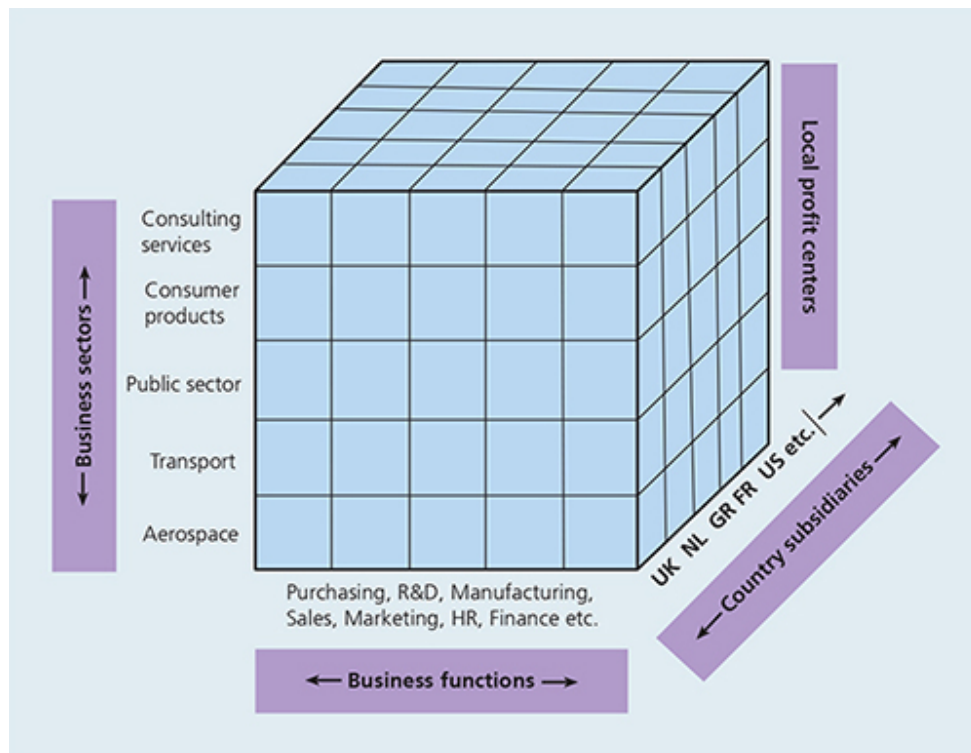 Consulting
services
Consumer
products
Public sector
Transport
Aerospace
Business sectors
Purchasing, R&D, Manufacturing,
Sales, Marketing, HR, Finance etc.
Business functions
UK NL GR FR US etc.
Country subsidiaries
Local profit centers